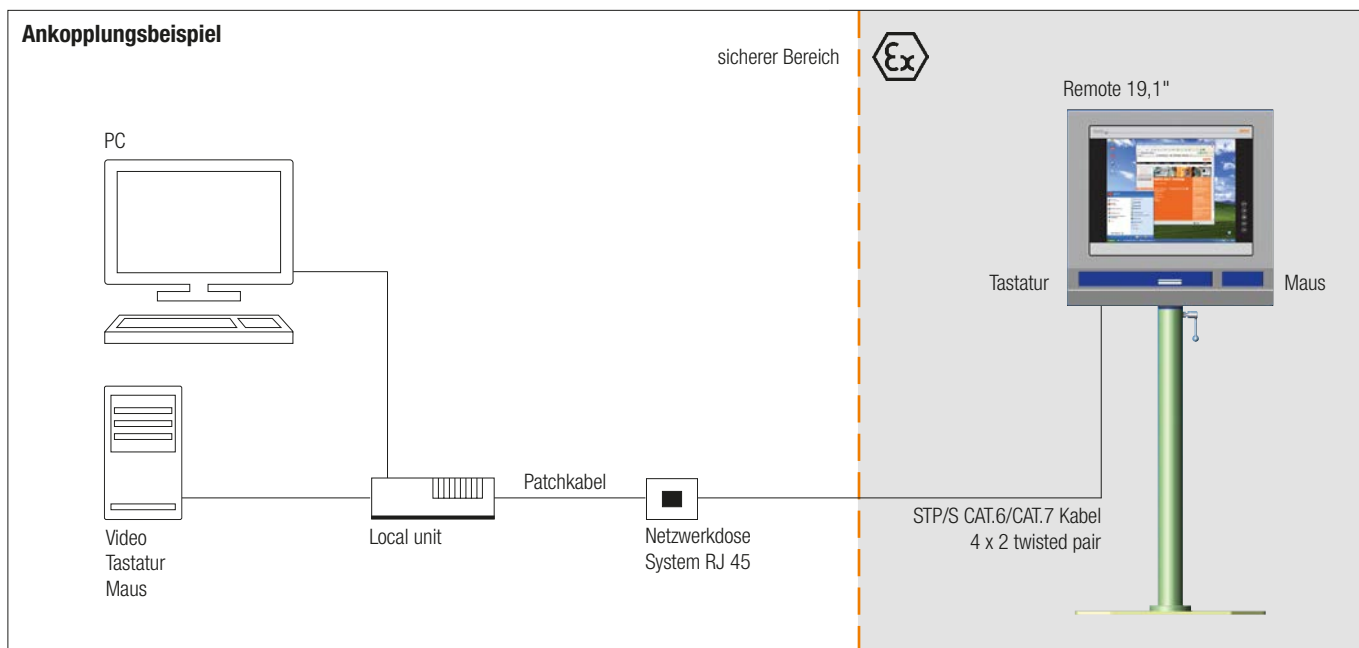 Ankopplungsbeispiel
sicherer Bereich
Ex
Remote 19,1"
PC
Tastatur
Maus
Patchkabel
Video
Tastatur
Maus
Local unit
Netzwerkdose
System RJ 45
STP/S CAT.6/CAT.7 Kabel
4 x 2 twisted pair